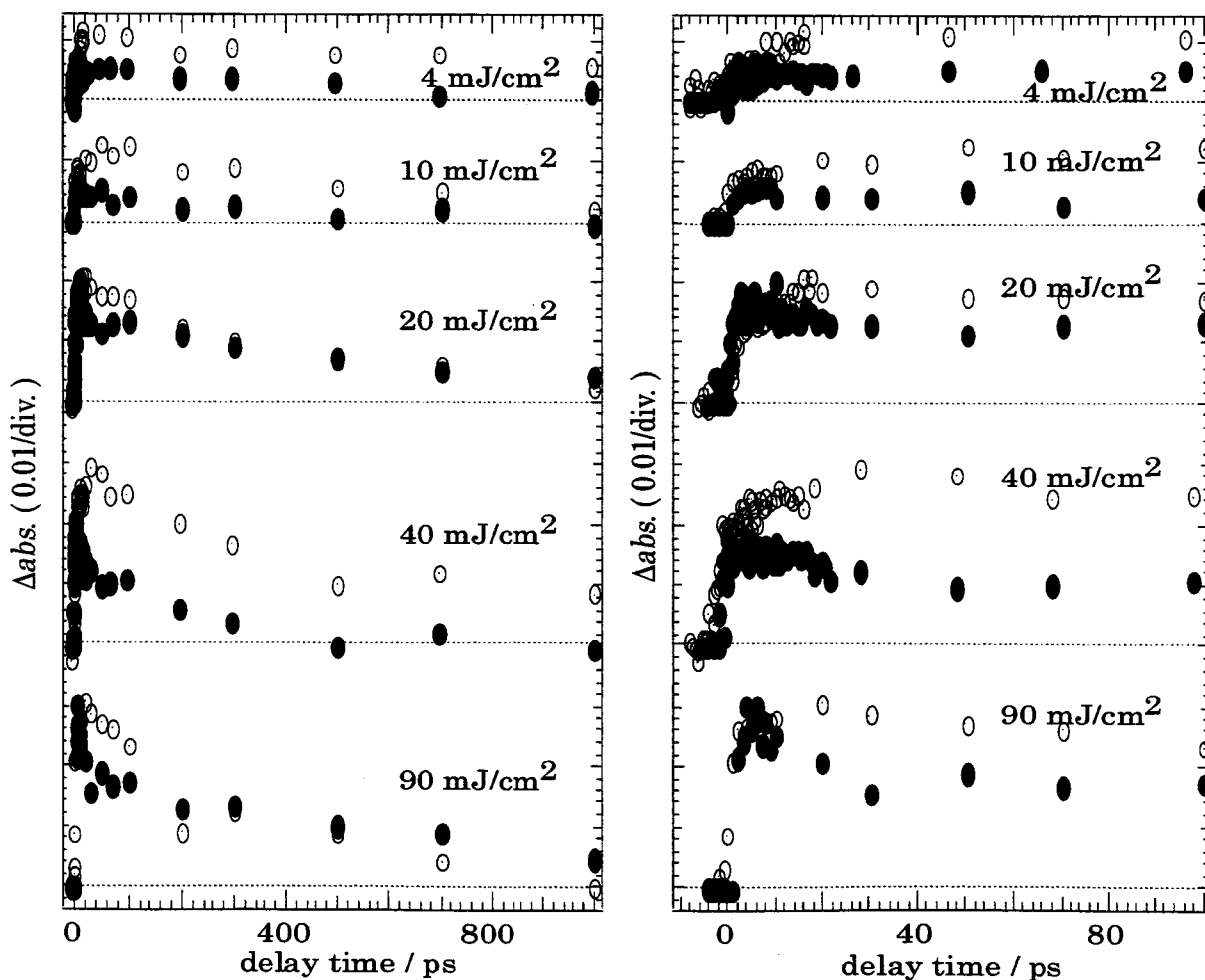 4 mJ/cm²
10 mJ/cm²
20 mJ/cm²
40 mJ/cm²
90 mJ/cm²
Δabs. ( 0.01/div. )
0 400 800
delay time / ps
4 mJ/cm²
10 mJ/cm²
20 mJ/cm²
40 mJ/cm²
90 mJ/cm²
Δabs. ( 0.01/div. )
0 40 80
delay time / ps